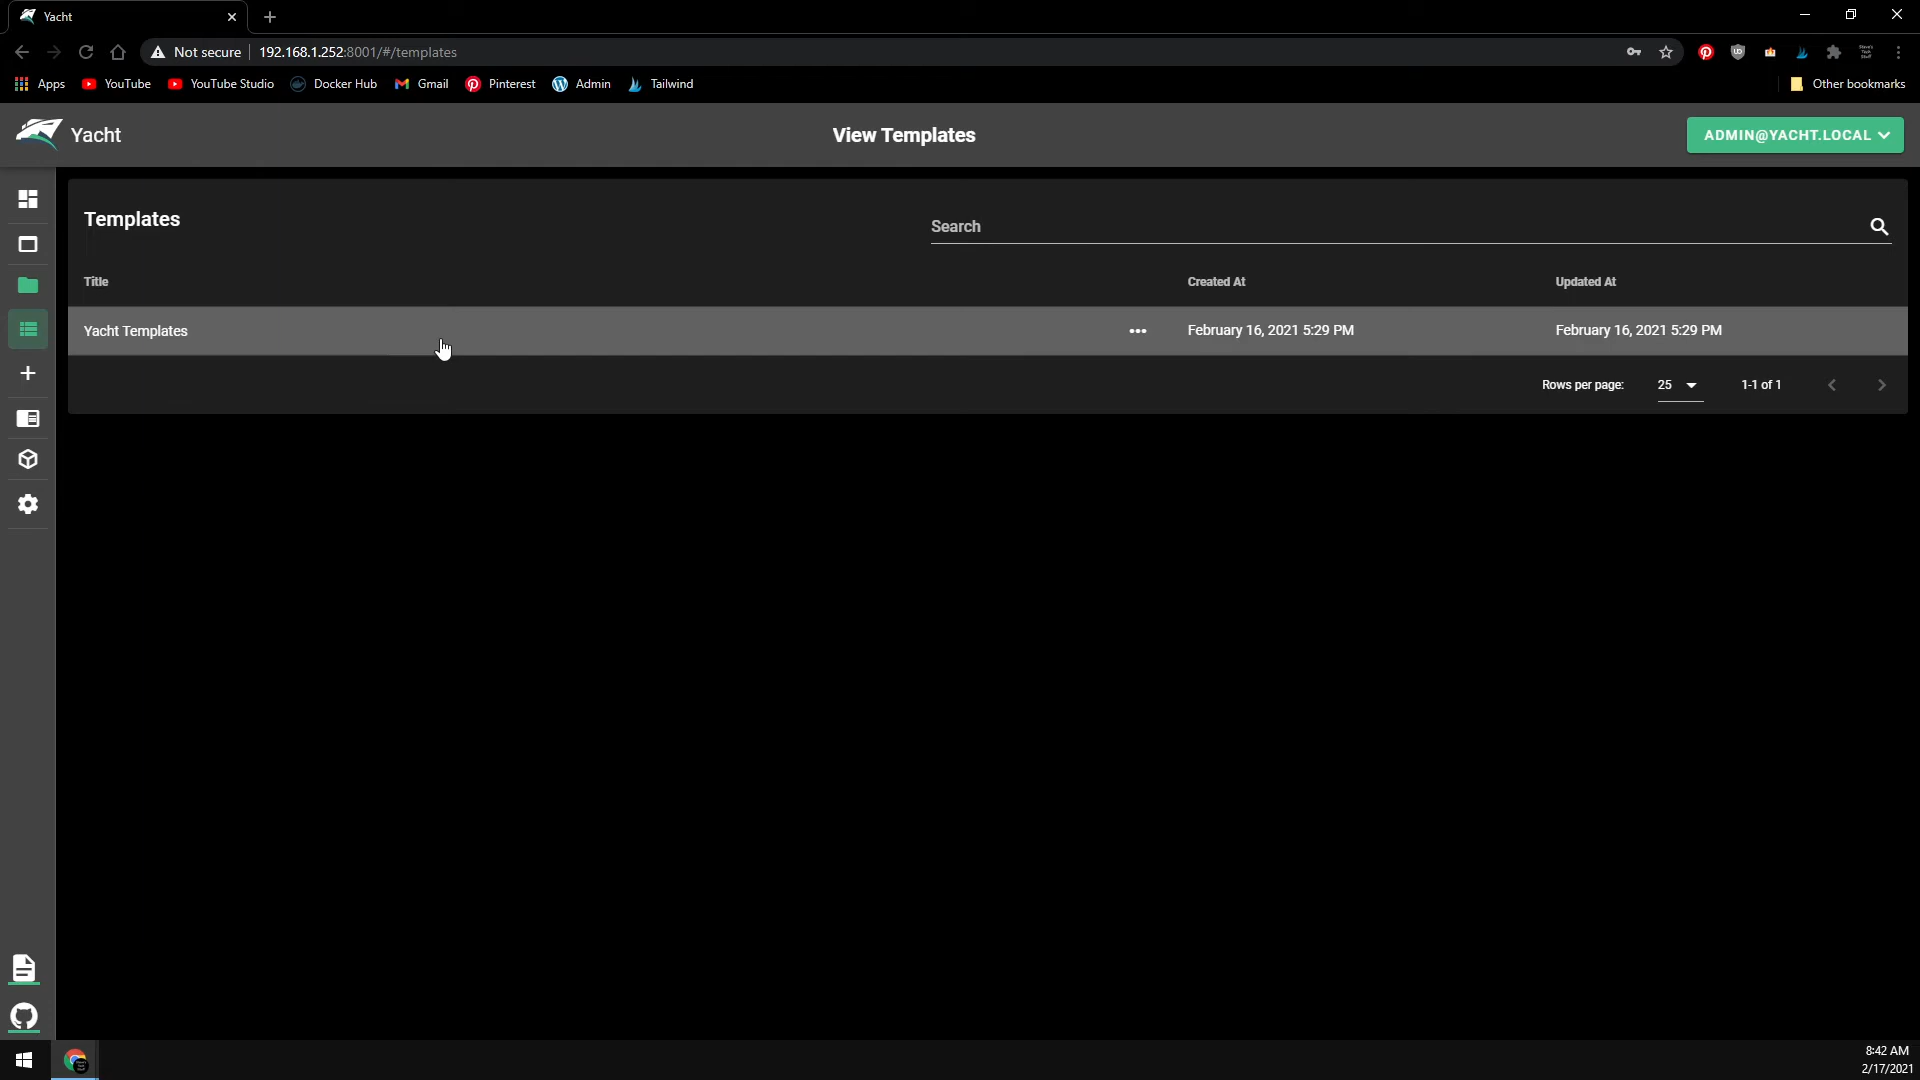 Yacht
Not secure 192.168.1.252:8001/#/templates
Apps YouTube YouTube Studio Docker Hub Gmail Pinterest Admin Tailwind Other bookmarks
Yacht View Templates ADMIN@YACHT.LOCAL
Templates Search
Title Created At Updated At
Yacht Templates ••• February 16, 2021 5:29 PM February 16, 2021 5:29 PM
Rows per page: 25 1-1 of 1
8:42 AM
2/17/2021